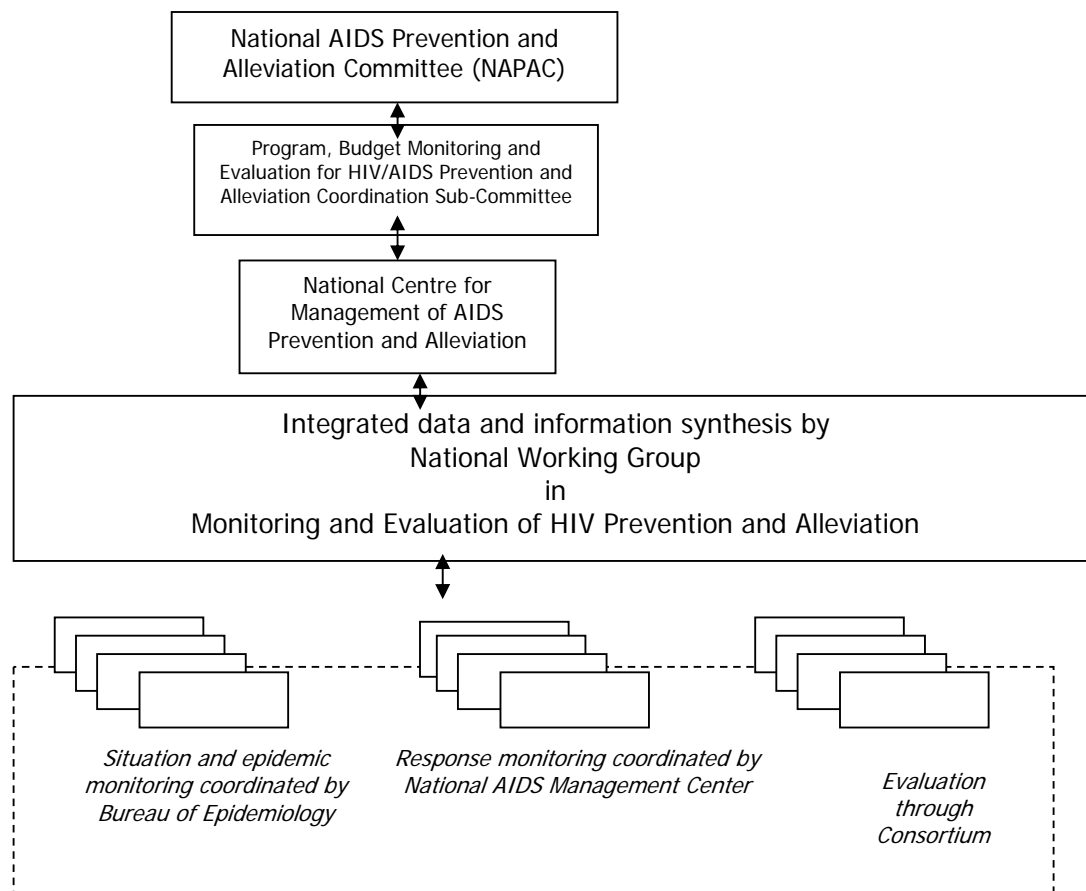 National AIDS Prevention and
Alleviation Committee (NAPAC)
Program, Budget Monitoring and
Evaluation for HIV/AIDS Prevention and
Alleviation Coordination Sub-Committee
National Centre for
Management of AIDS
Prevention and Alleviation
Integrated data and information synthesis by
National Working Group
in
Monitoring and Evaluation of HIV Prevention and Alleviation
Situation and epidemic
monitoring coordinated by
Bureau of Epidemiology
Response monitoring coordinated by
National AIDS Management Center
Evaluation
through
Consortium